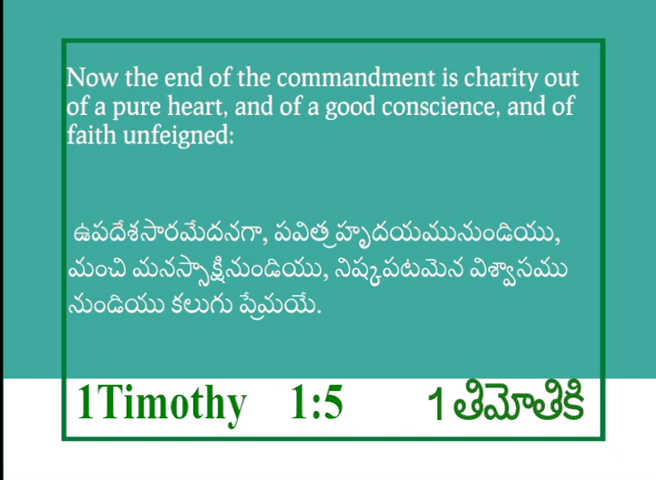 Now the end of the commandment is charity out
of a pure heart, and of a good conscience, and of
faith unfeigned:
ఉపదేశసారమేదనగా, పవిత్ర హృదయమునుండియు,
మంచి మనస్సాక్షినుండియు, నిష్కపటమైన విశ్వాసము
నుండియు కలుగు ప్రేమయే.
1Timothy 1:5 1 తిమోతికి